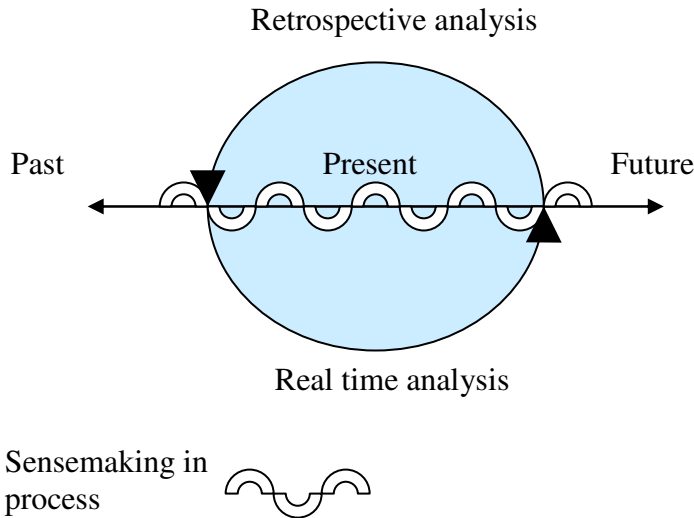 Retrospective analysis
Past
Present
Future
Real time analysis
Sensemaking in
process